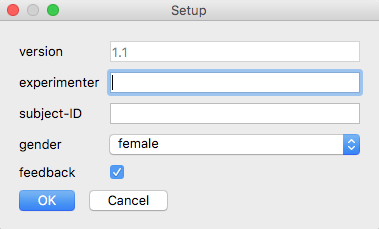 Setup
version 1.1
experimenter
subject-ID
gender female
feedback
OK Cancel